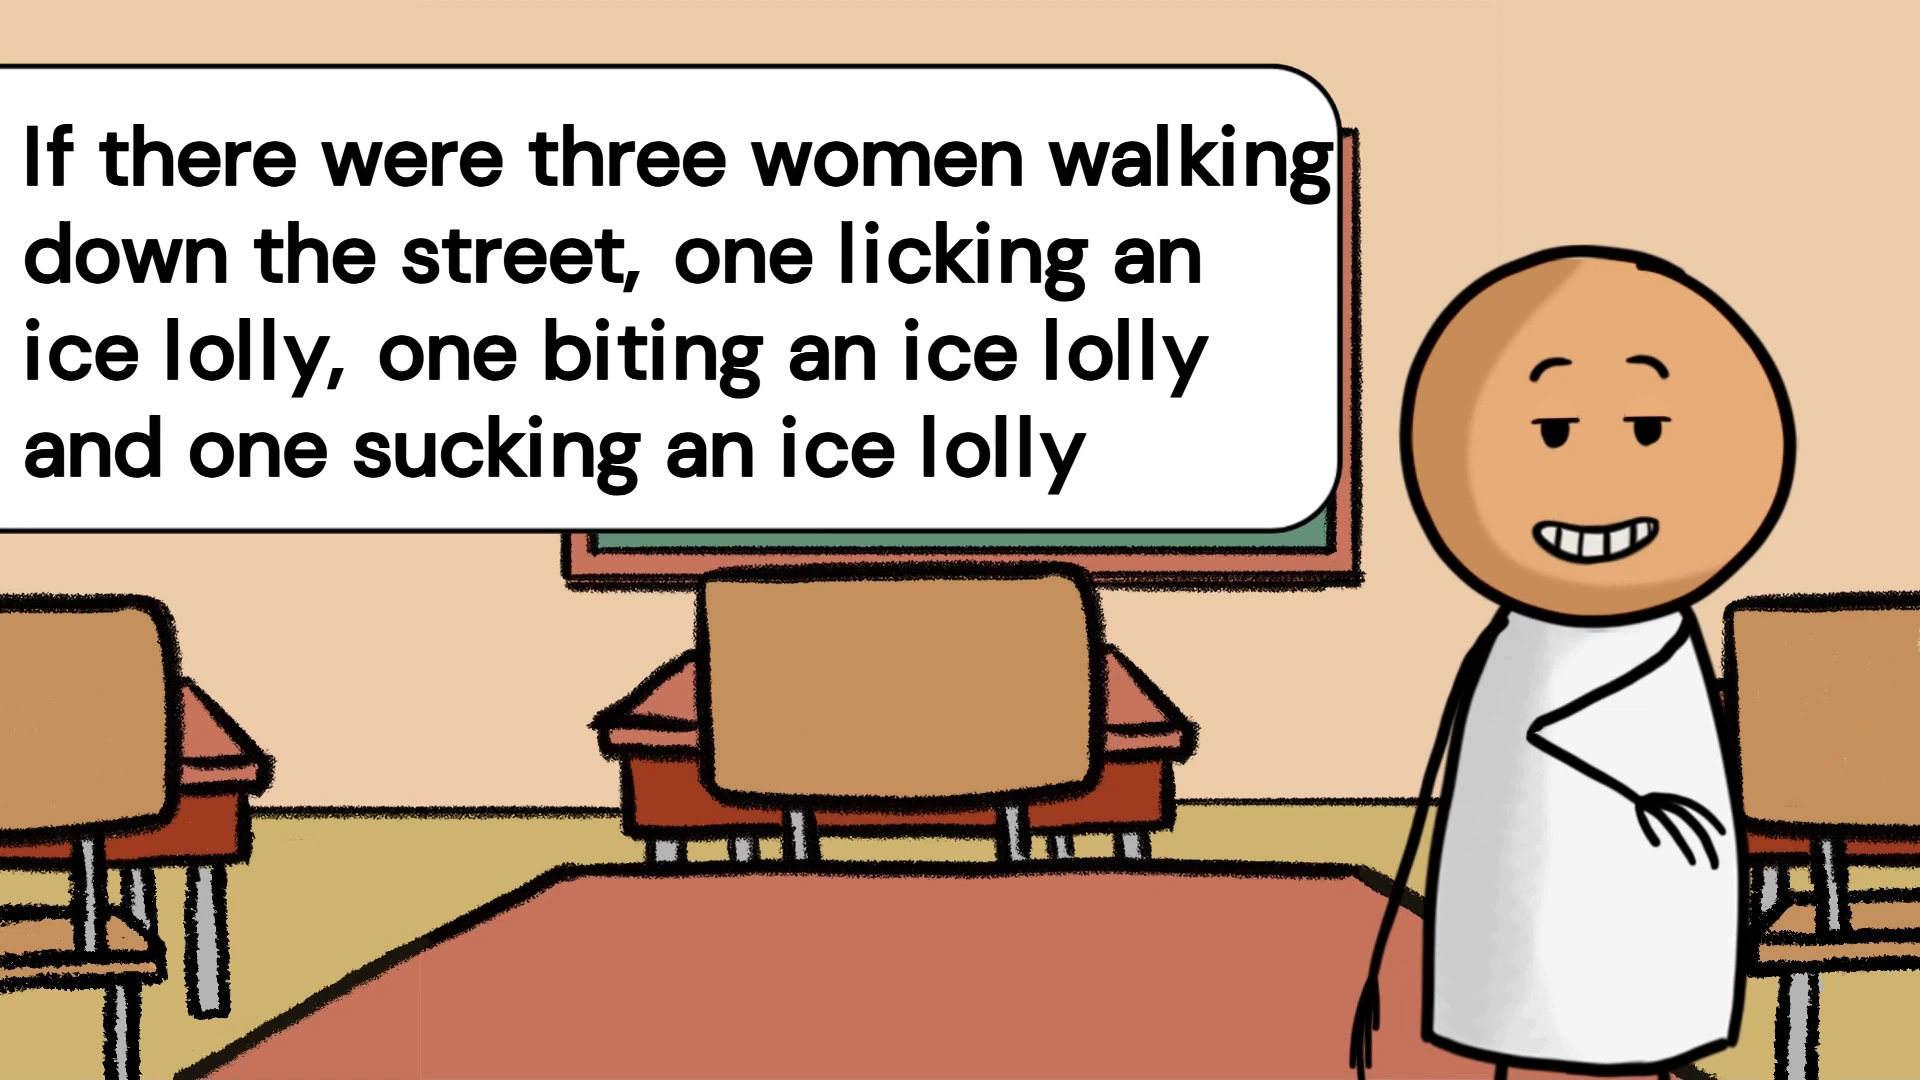 If there were three women walking
down the street, one licking an
ice lolly, one biting an ice lolly
and one sucking an ice lolly